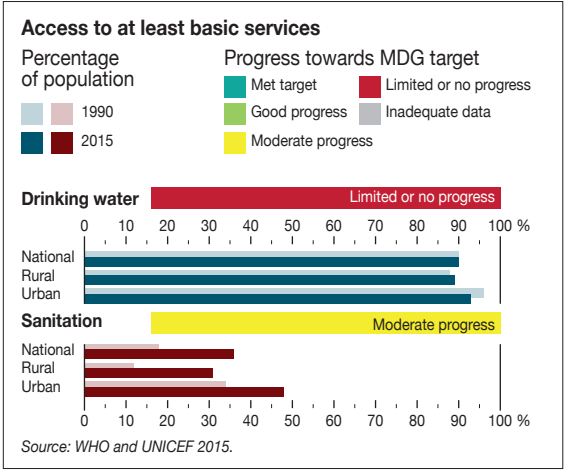 Access to at least basic services
Percentage
of population
1990
2015
Progress towards MDG target
Met target
Limited or no progress
Good progress
Inadequate data
Moderate progress
Drinking water
Limited or no progress
0 10 20 30 40 50 60 70 80 90 100 %
National
Rural
Urban
Sanitation
Moderate progress
National
Rural
Urban
0 10 20 30 40 50 60 70 80 90 100 %
Source: WHO and UNICEF 2015.